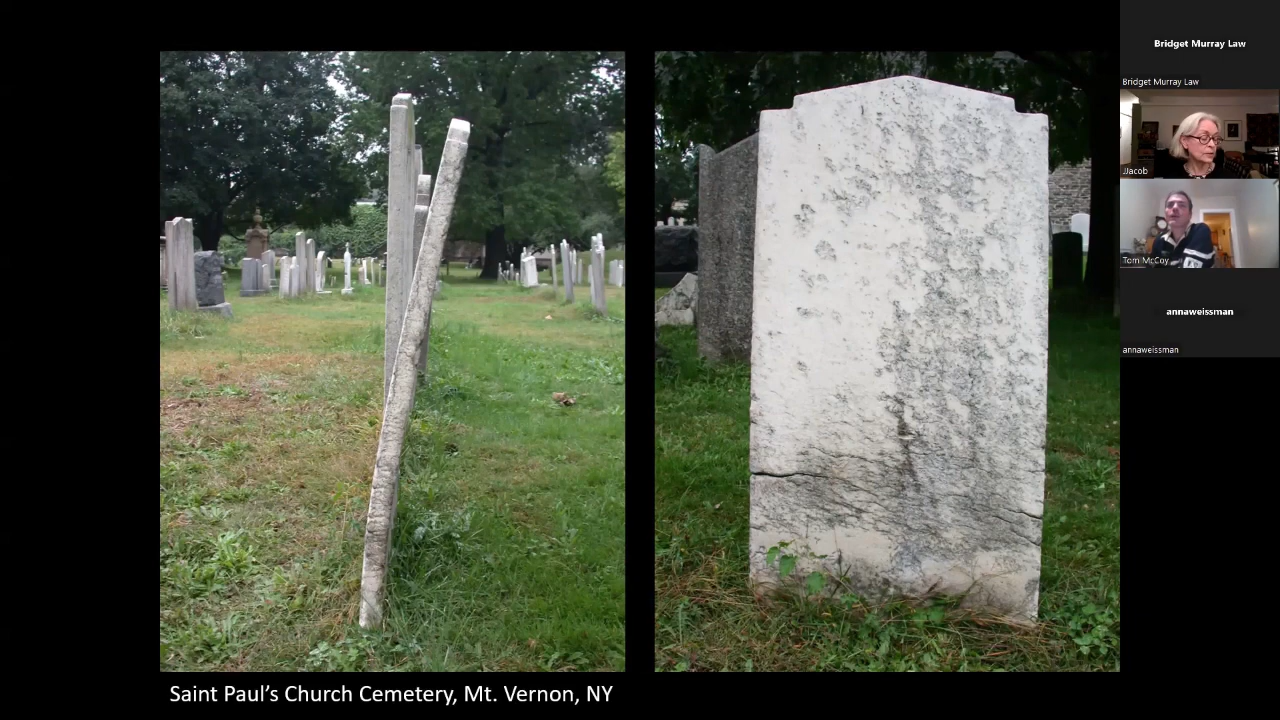 Bridget Murray Law
Bridget Murray Law
JJacob
Tom McCoy
annaweissman
annaweissman
Saint Paul's Church Cemetery, Mt. Vernon, NY